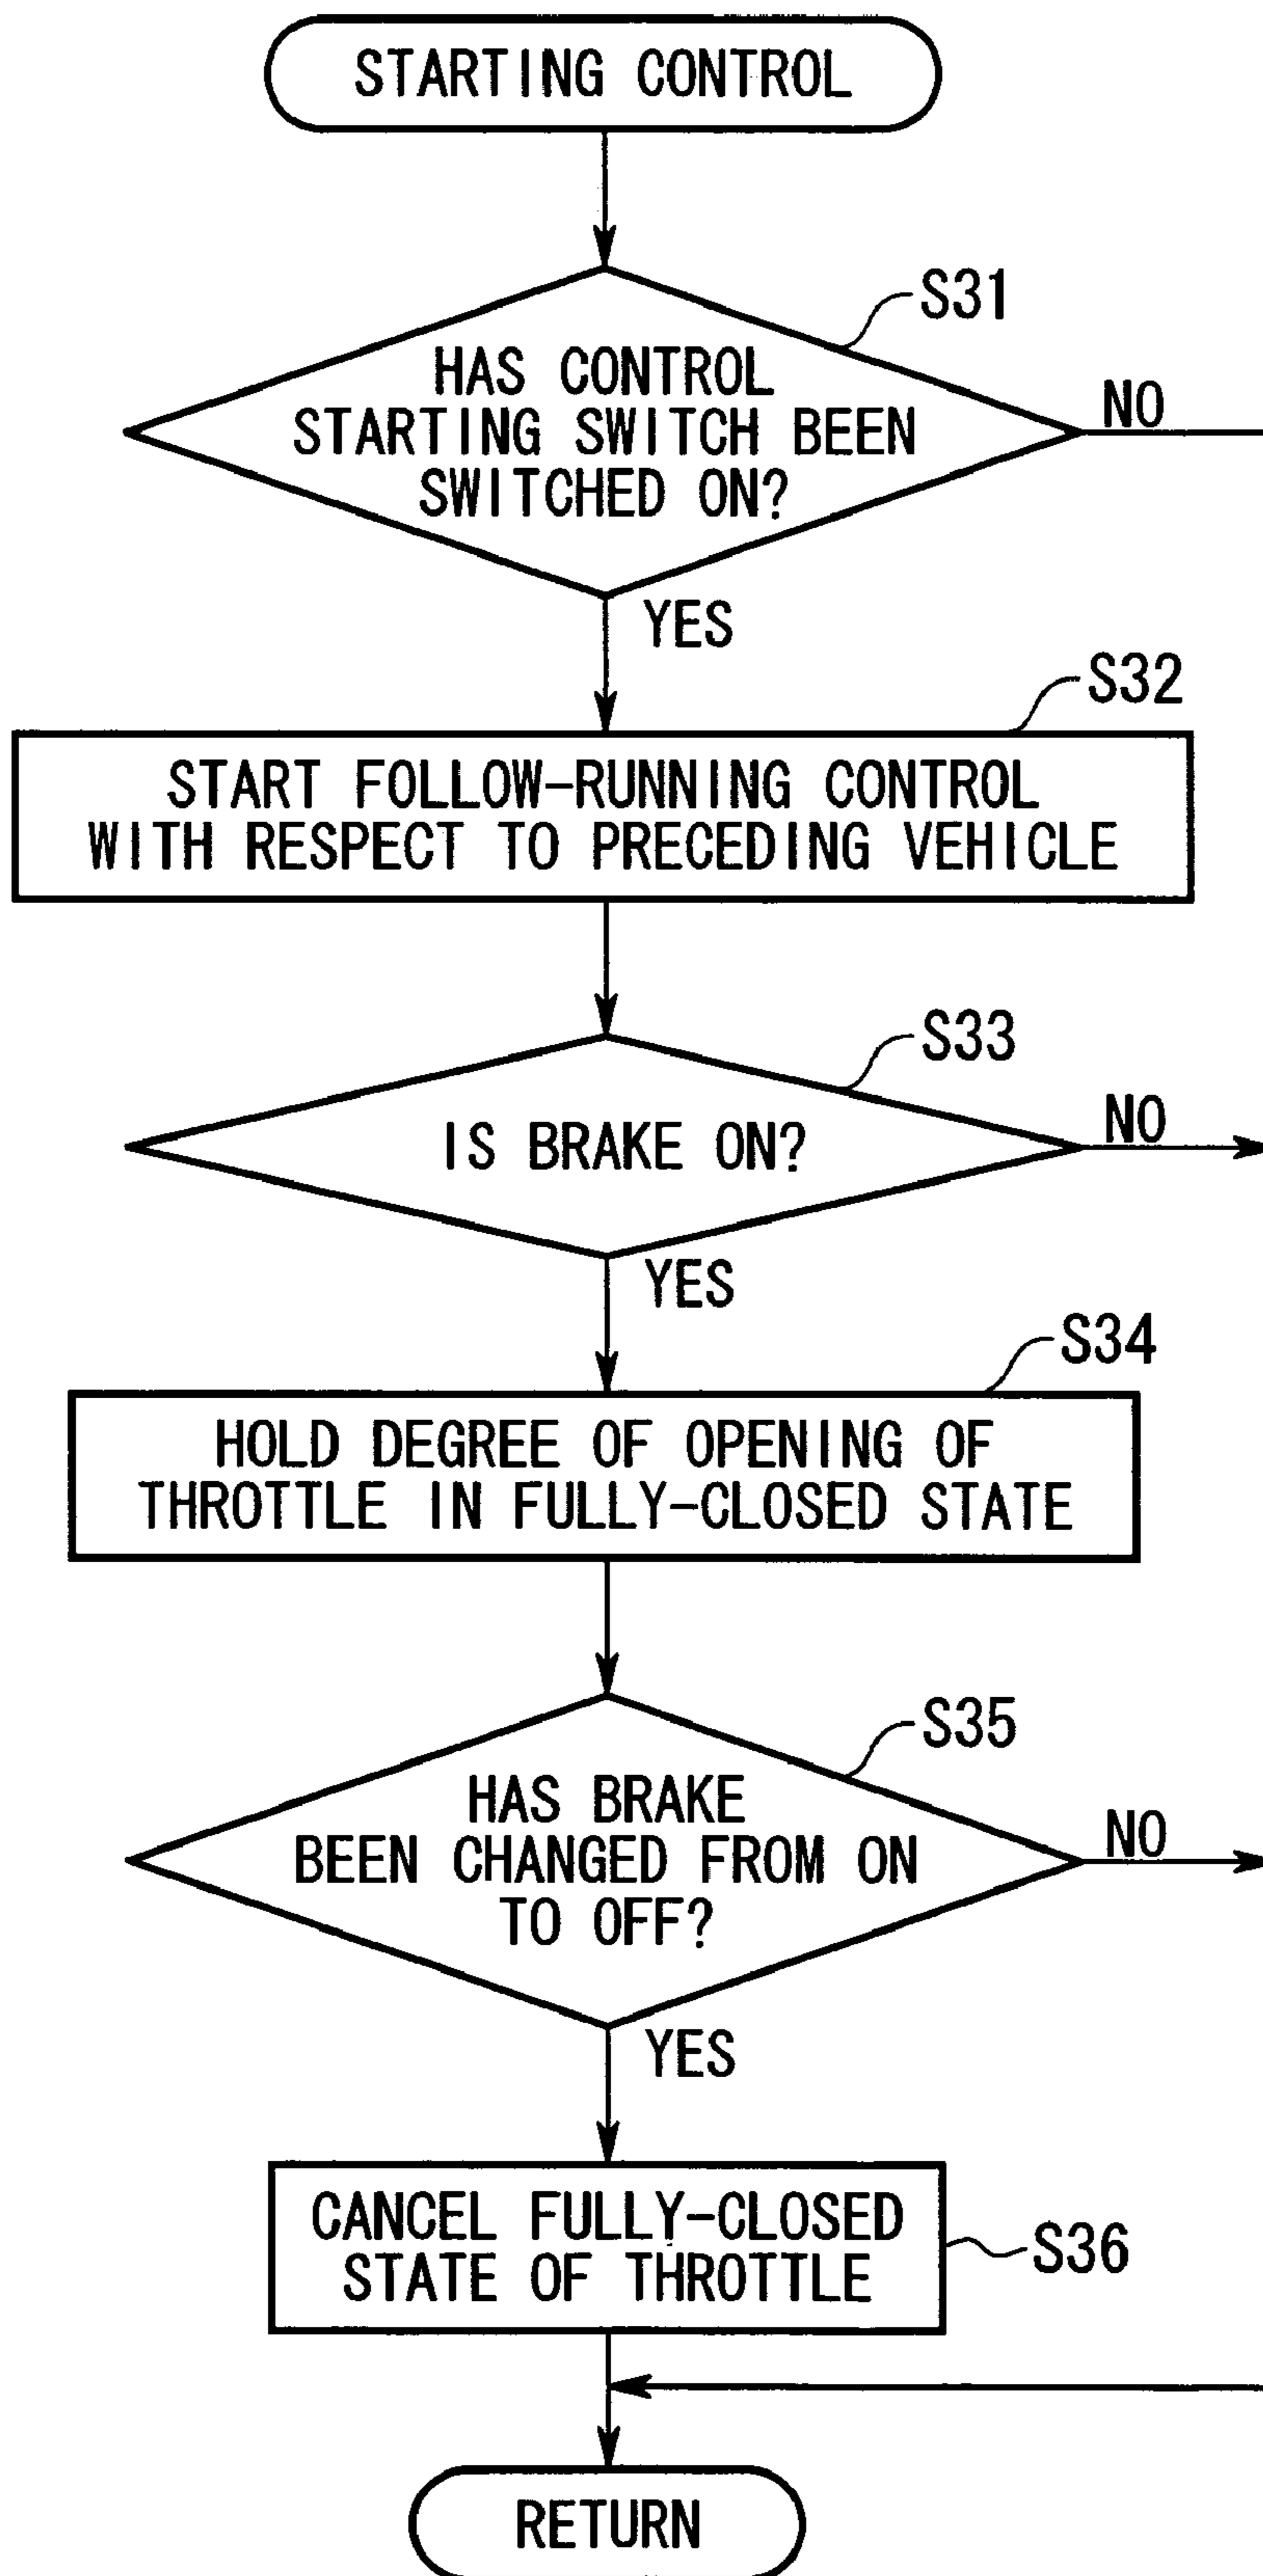 STARTING CONTROL
S31
HAS CONTROL
STARTING SWITCH BEEN
SWITCHED ON?
NO
YES
S32
START FOLLOW-RUNNING CONTROL
WITH RESPECT TO PRECEDING VEHICLE
S33
IS BRAKE ON?
NO
YES
S34
HOLD DEGREE OF OPENING OF
THROTTLE IN FULLY-CLOSED STATE
S35
HAS BRAKE
BEEN CHANGED FROM ON
TO OFF?
NO
YES
CANCEL FULLY-CLOSED
STATE OF THROTTLE
S36
RETURN